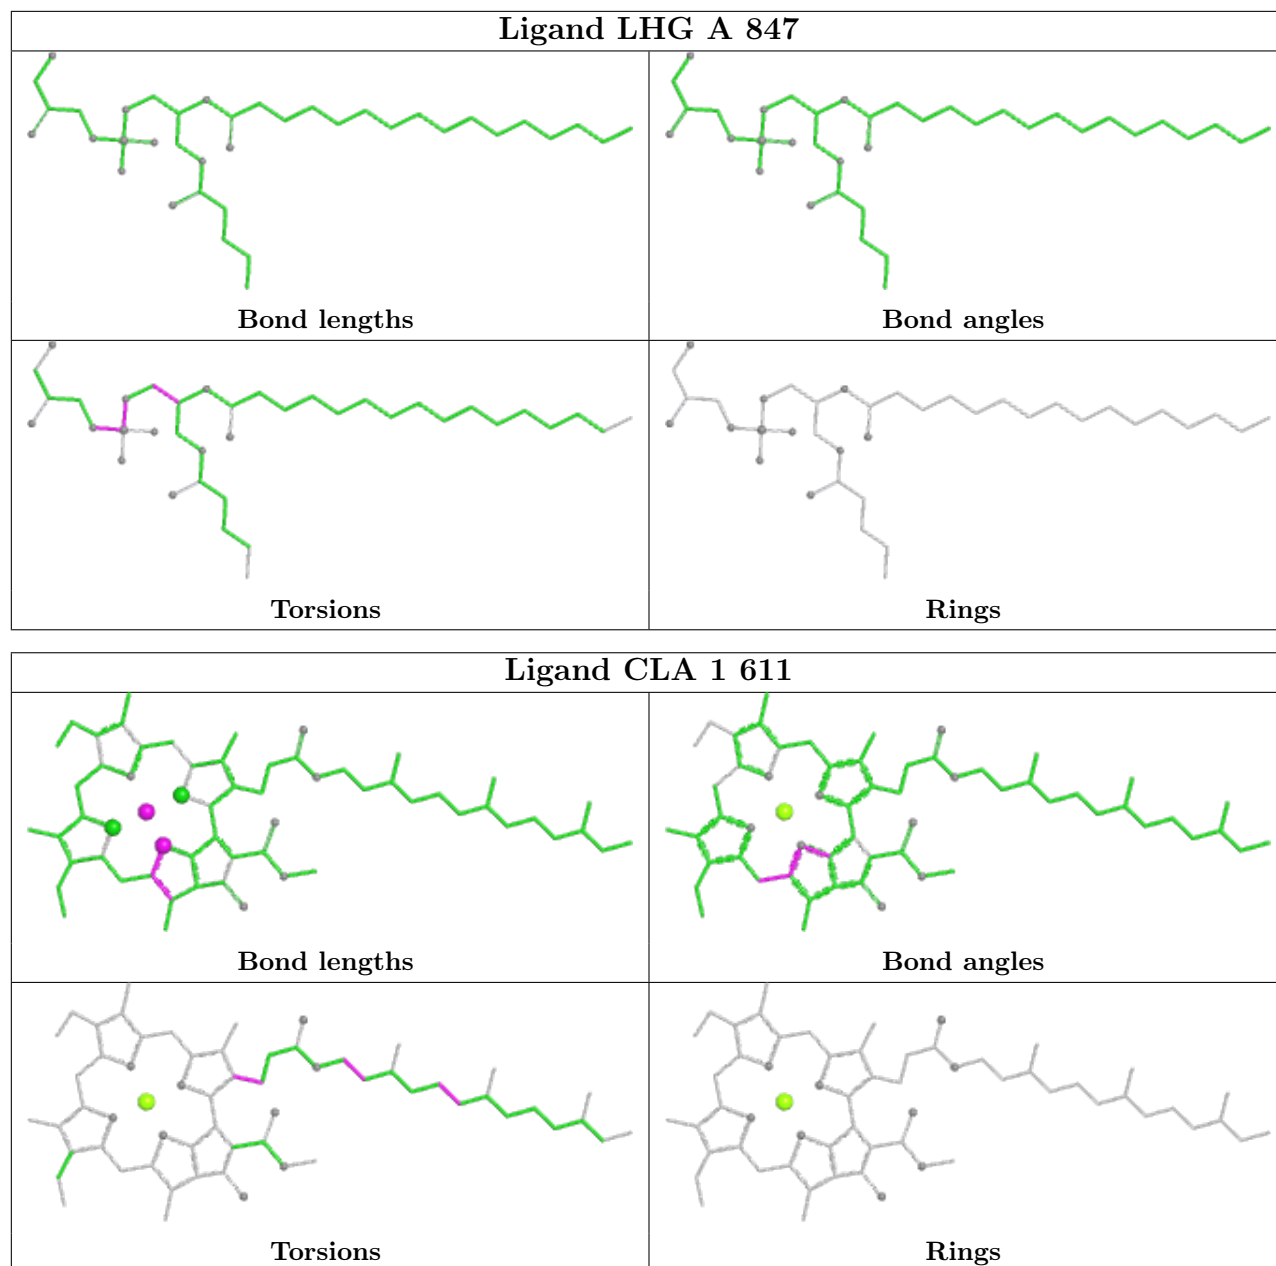 Ligand LHG A 847
Bond lengths
Bond angles
Torsions
Rings
Ligand CLA 1 611
Bond lengths
Bond angles
Torsions
Rings